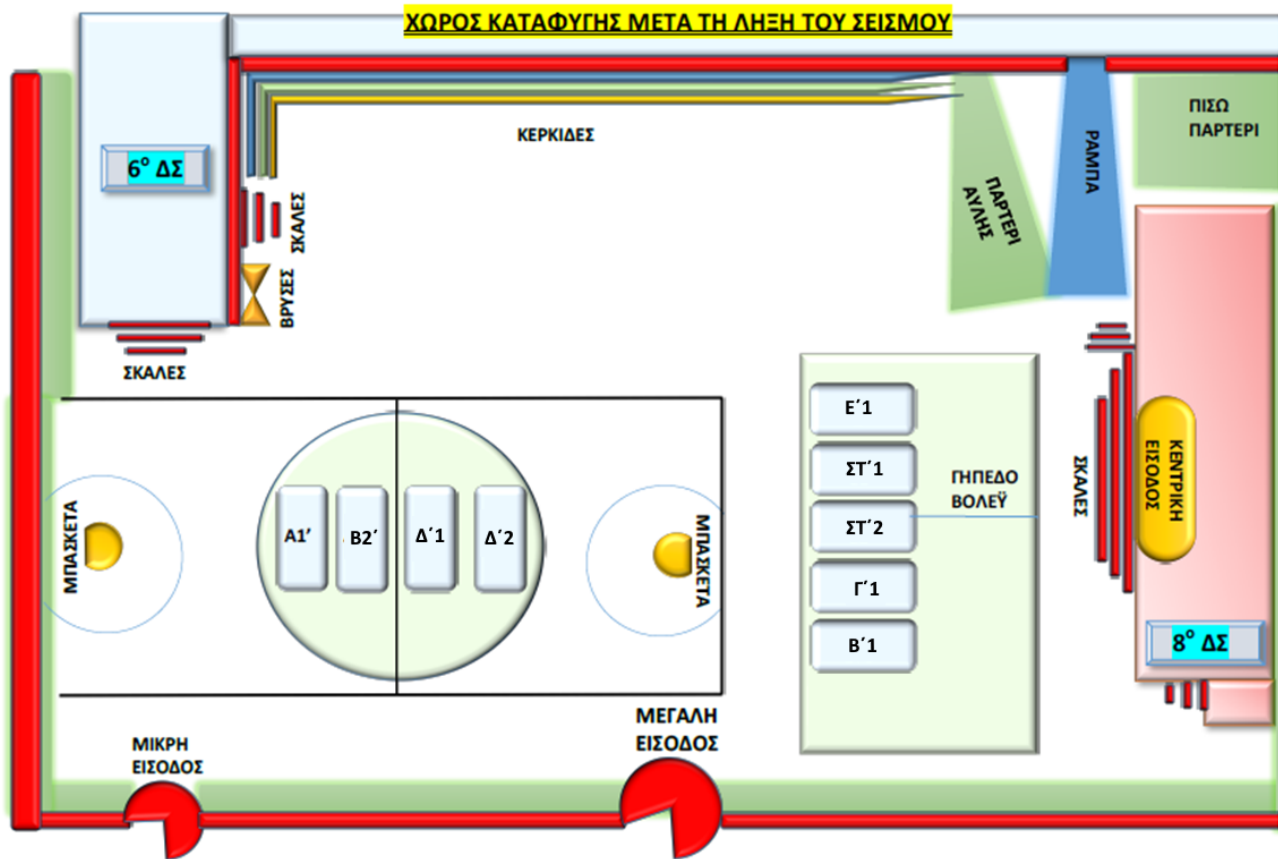 ΧΩΡΟΣ ΚΑΤΑΦΥΓΗΣ ΜΕΤΑ ΤΗ ΛΗΞΗ ΤΟΥ ΣΕΙΣΜΟΥ
ΠΙΣΩ
ΠΑΡΤΕΡΙ
ΚΕΡΚΙΔΕΣ
ΡΑΜΠΑ
6ο ΔΣ
ΠΑΡΤΕΡΙ
ΑΥΛΗΣ
ΣΚΑΛΕΣ
ΒΡΥΣΕΣ
ΣΚΑΛΕΣ
Ε΄1
ΣΤ΄1
ΣΤ΄2
Γ΄1
Β΄1
ΓΗΠΕΔΟ
ΒΟΛΕΫ
ΣΚΑΛΕΣ
ΚΕΝΤΡΙΚΗ
ΕΙΣΟΔΟΣ
ΜΠΑΣΚΕΤΑ
Α1'
Β2΄
Δ΄1
Δ΄2
ΜΠΑΣΚΕΤΑ
8ο ΔΣ
ΜΙΚΡΗ
ΕΙΣΟΔΟΣ
ΜΕΓΑΛΗ
ΕΙΣΟΔΟΣ